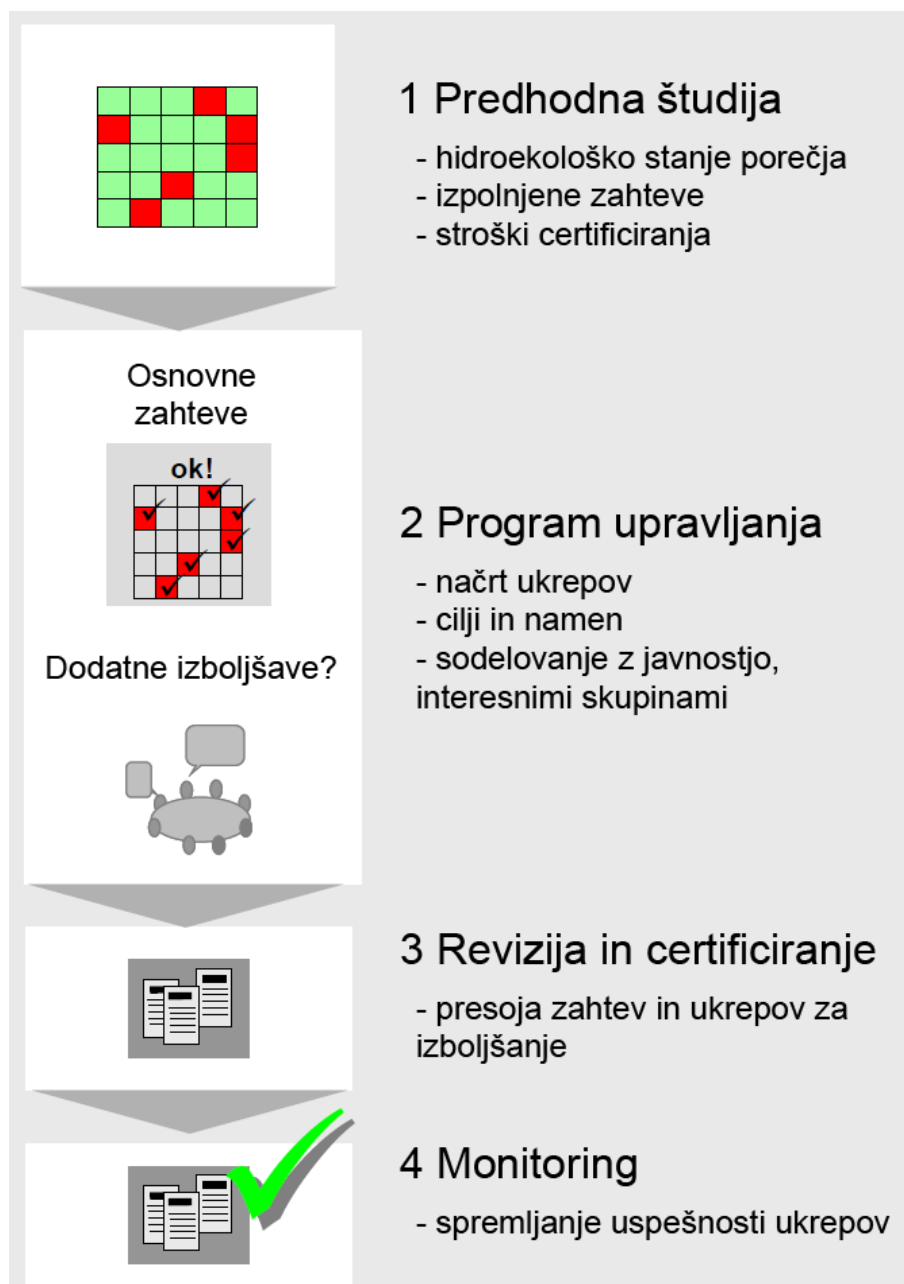 1 Predhodna študija
- hidroekološko stanje porečja
- izpolnjene zahteve
- stroški certificiranja
Osnovne
zahteve
ok!
Dodatne izboljšave?
2 Program upravljanja
- načrt ukrepov
- cilji in namen
- sodelovanje z javnostjo,
interesnimi skupinami
3 Revizija in certificiranje
- presoja zahtev in ukrepov za
izboljšanje
4 Monitoring
- spremljanje uspešnosti ukrepov